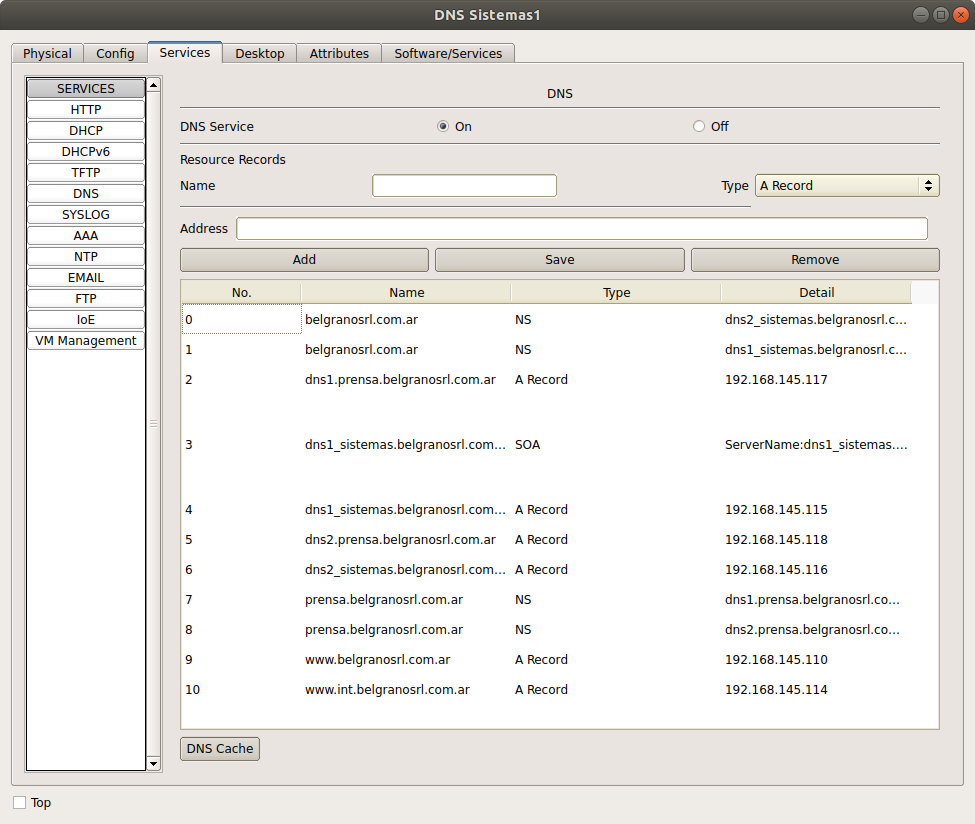 DNS Sistemas1
Physical Config Services Desktop Attributes Software/Services
SERVICES
HTTP
DHCP
DHCPv6
TFTP
DNS
SYSLOG
AAA
NTP
EMAIL
FTP
IoE
VM Management
DNS
DNS Service On Off
Resource Records
Name Type A Record
Address
Add Save Remove
No. Name Type Detail
0 belgranosrl.com.ar NS dns2_sistemas.belgranosrl.c...
1 belgranosrl.com.ar NS dns1_sistemas.belgranosrl.c...
2 dns1.prensa.belgranosrl.com.ar A Record 192.168.145.117
3 dns1_sistemas.belgranosrl.com... SOA ServerName:dns1_sistemas....
4 dns1_sistemas.belgranosrl.com... A Record 192.168.145.115
5 dns2.prensa.belgranosrl.com.ar A Record 192.168.145.118
6 dns2_sistemas.belgranosrl.com... A Record 192.168.145.116
7 prensa.belgranosrl.com.ar NS dns1.prensa.belgranosrl.co...
8 prensa.belgranosrl.com.ar NS dns2.prensa.belgranosrl.co...
9 www.belgranosrl.com.ar A Record 192.168.145.110
10 www.int.belgranosrl.com.ar A Record 192.168.145.114
DNS Cache
Top